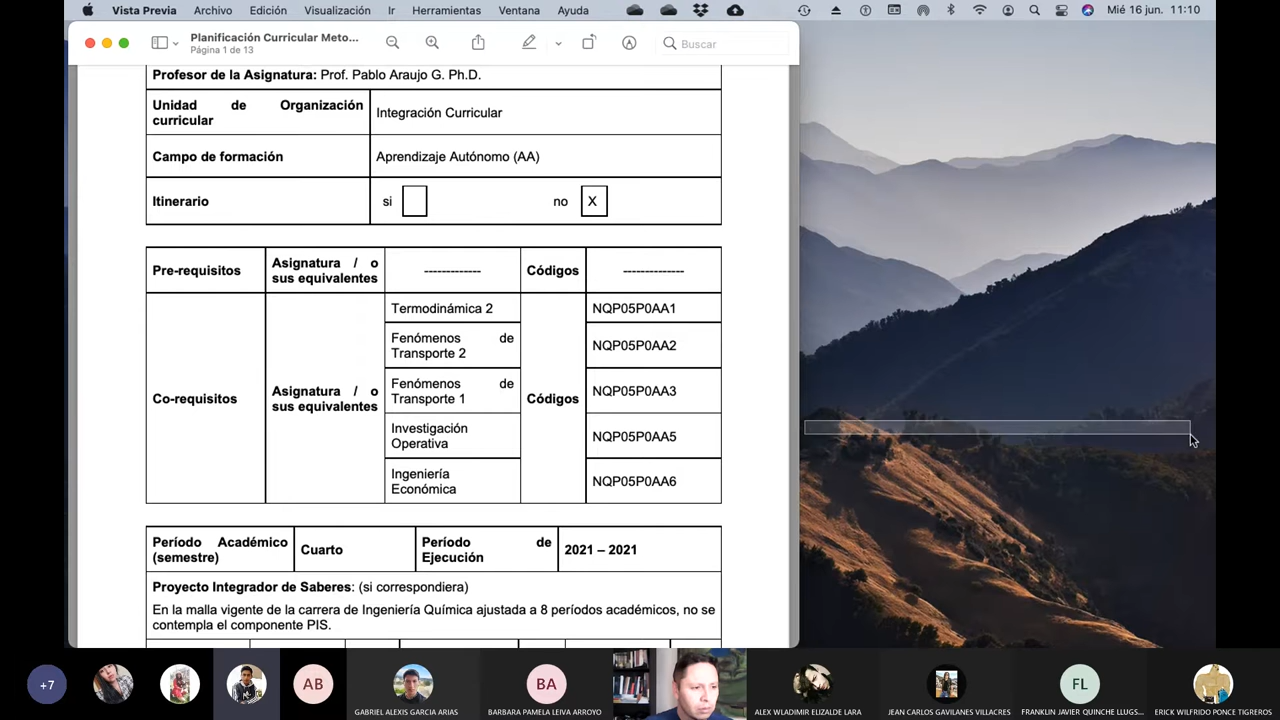 Vista Previa Archivo Edición Visualización Ir Herramientas Ventana Ayuda Mié 16 jun. 11:10
Planificación Curricular Meto...
Página 1 de 13
Buscar
Profesor de la Asignatura: Prof. Pablo Araujo G. Ph.D.
Unidad de Organización
curricular
Integración Curricular
Campo de formación
Aprendizaje Autónomo (AA)
Itinerario
si
no
X
Pre-requisitos
Asignatura / o
sus equivalentes
-------------
Códigos
--------------
Co-requisitos
Asignatura / o
sus equivalentes
Termodinámica 2
Fenómenos de
Transporte 2
Fenómenos de
Transporte 1
Investigación
Operativa
Ingeniería
Económica
Códigos
NQP05P0AA1
NQP05P0AA2
NQP05P0AA3
NQP05P0AA5
NQP05P0AA6
Período Académico
(semestre)
Cuarto
Período de
Ejecución
2021 – 2021
Proyecto Integrador de Saberes: (si correspondiera)
En la malla vigente de la carrera de Ingeniería Química ajustada a 8 períodos académicos, no se
contempla el componente PIS.
+7
AB
GABRIEL ALEXIS GARCIA ARIAS
BA
BARBARA PAMELA LEIVA ARROYO
ALEX WLADIMIR ELIZALDE LARA
JEAN CARLOS GAVILANES VILLACRES
FL
FRANKLIN JAVIER QUINCHE LLUGS...
ERICK WILFRIDO PONCE TIGREROS